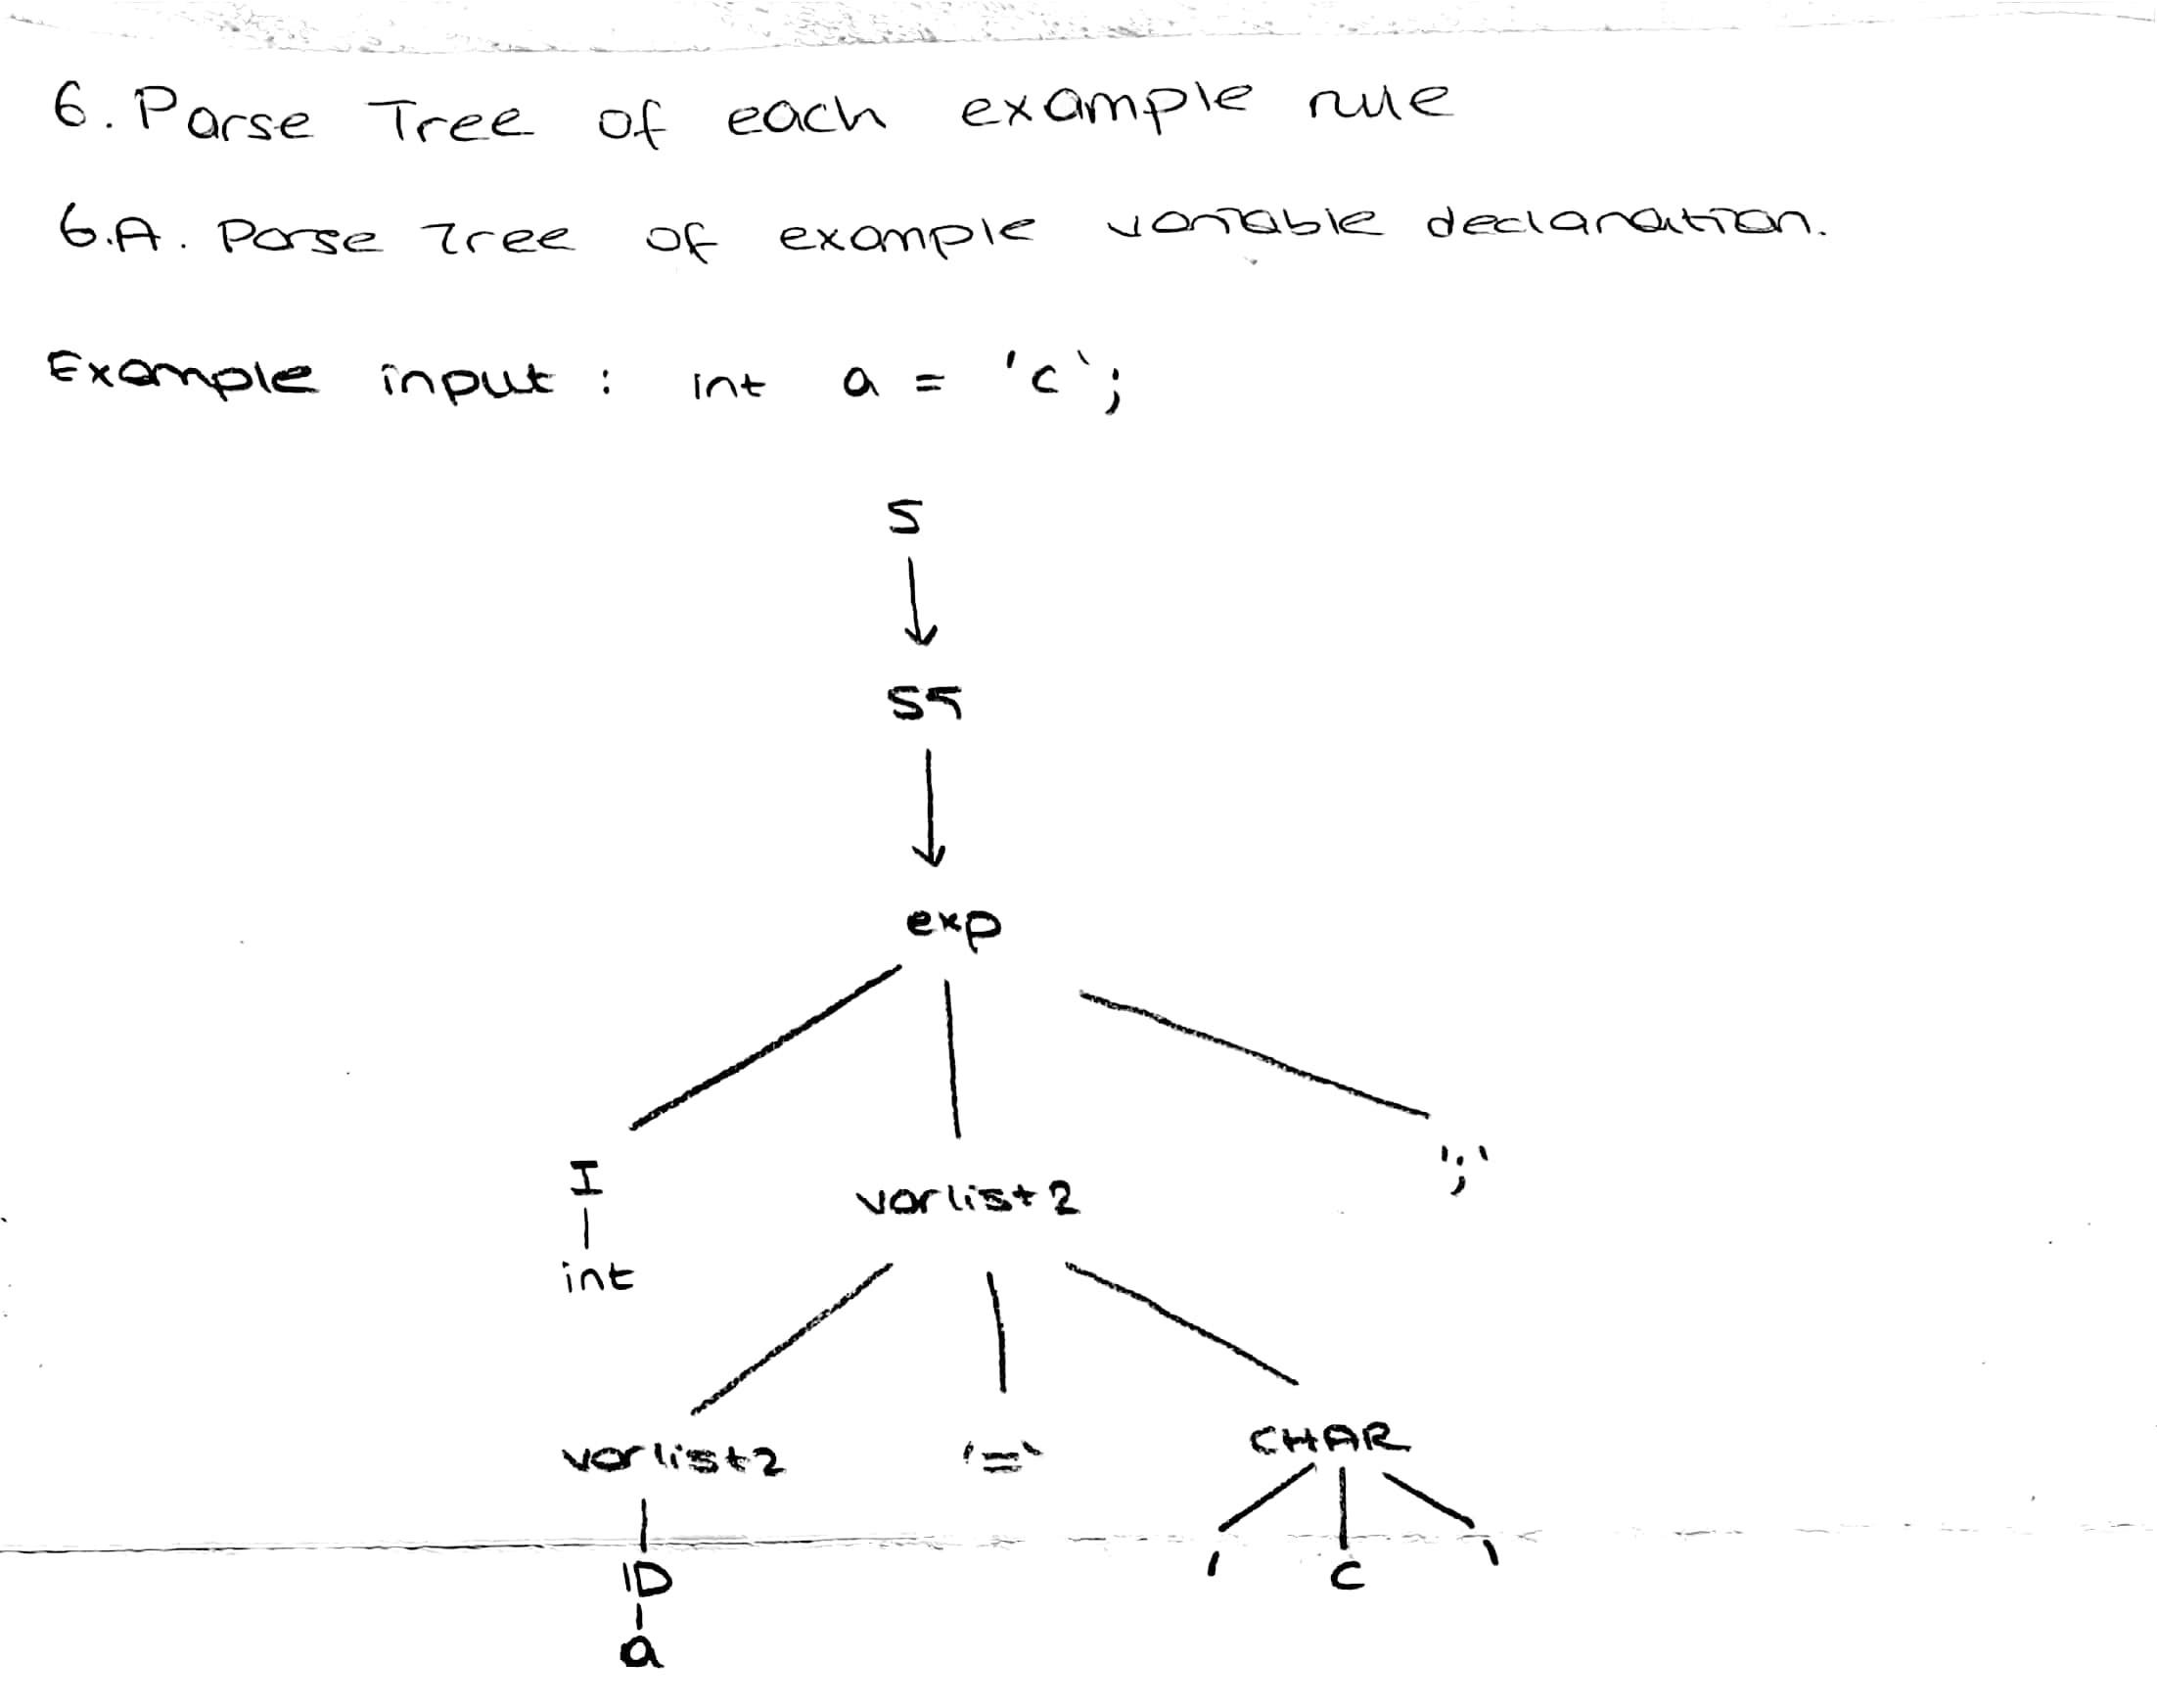 6. Parse Tree of each example rule
6.A. Parse Tree of example variable declaration.
Example input : int a = 'c';
S
SS
exp
I varlist2 ';'
int
varlist2 '=' CHAR
' C '
ID
a